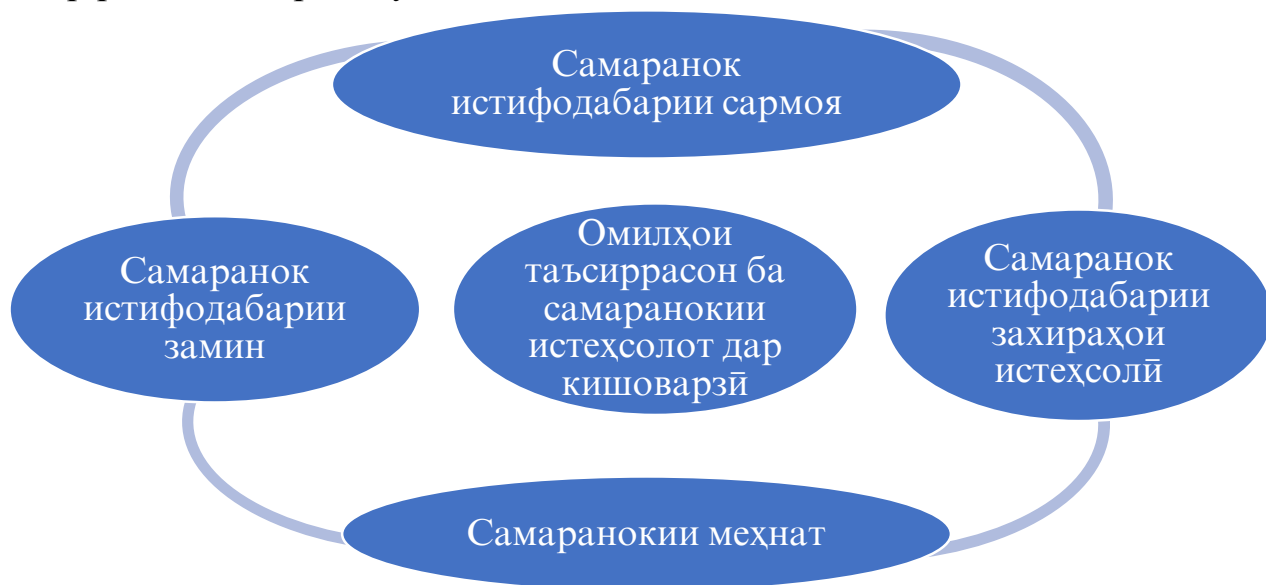 Самаранок
истифодабарии сармоя
Самаранок
истифодабарии
замин
Омилҳои
таъсиррасон ба
самаранокии
истеҳсолот дар
кишоварзӣ
Самаранок
истифодабарии
захираҳои
истеҳсолӣ
Самаранокии меҳнат